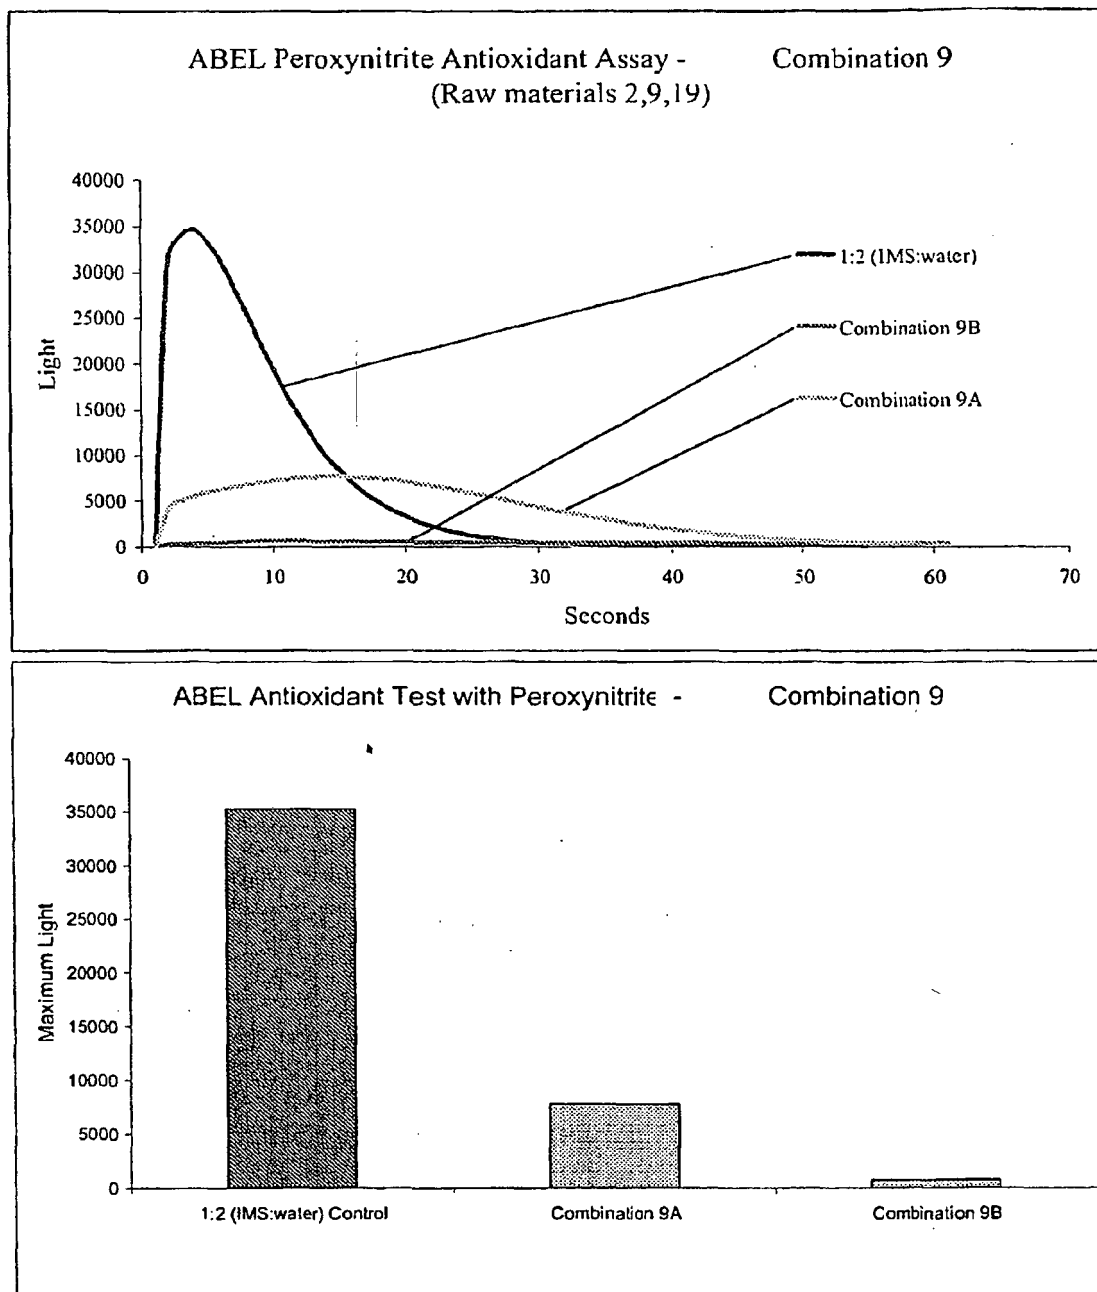 ABEL Peroxynitrite Antioxidant Assay - Combination 9
(Raw materials 2,9,19)
40000
35000
30000
25000
20000
15000
10000
5000
0
Light
1:2 (IMS:water)
Combination 9B
Combination 9A
0 10 20 30 40 50 60 70
Seconds
ABEL Antioxidant Test with Peroxynitrite - Combination 9
40000
35000
30000
25000
20000
15000
10000
5000
0
Maximum Light
1:2 (IMS:water) Control Combination 9A Combination 9B